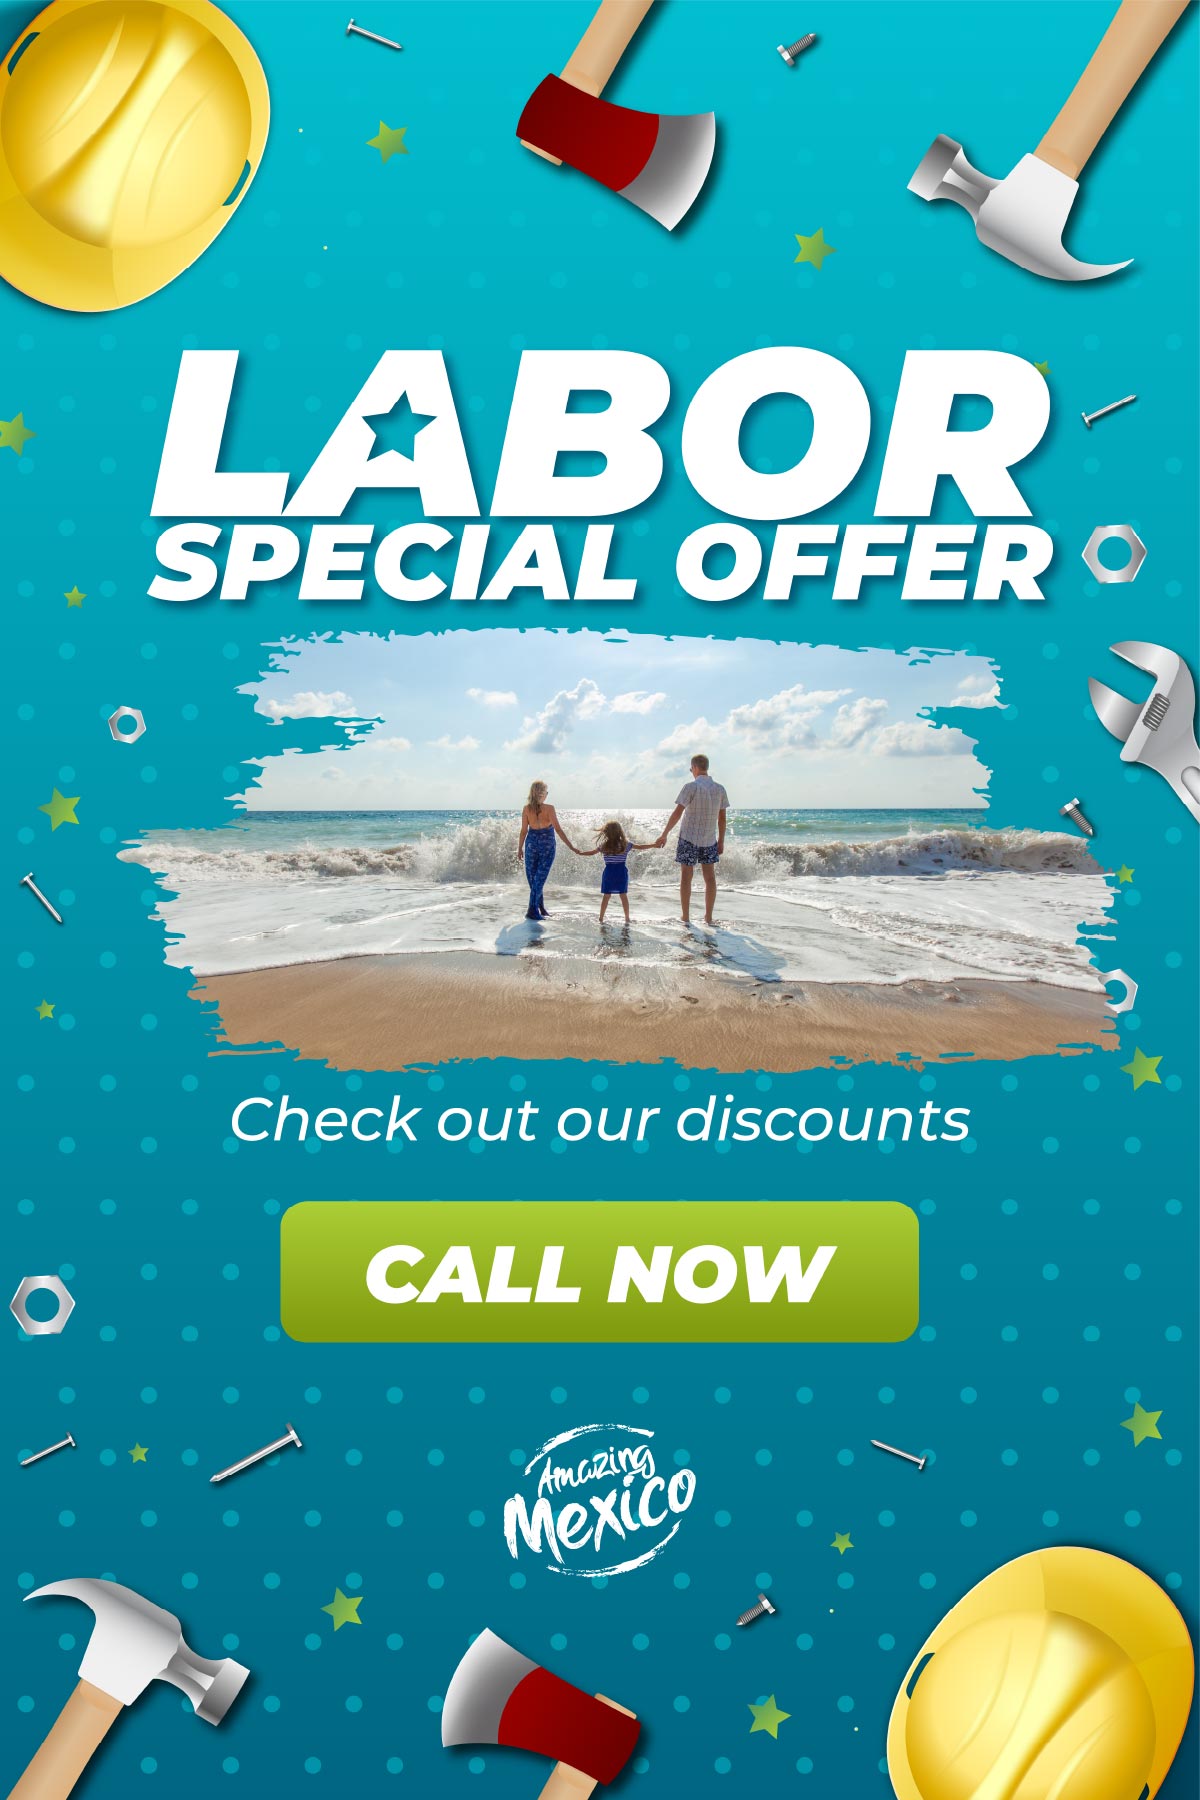 LABOR
SPECIAL OFFER
Check out our discounts
CALL NOW
Amazing
Mexico